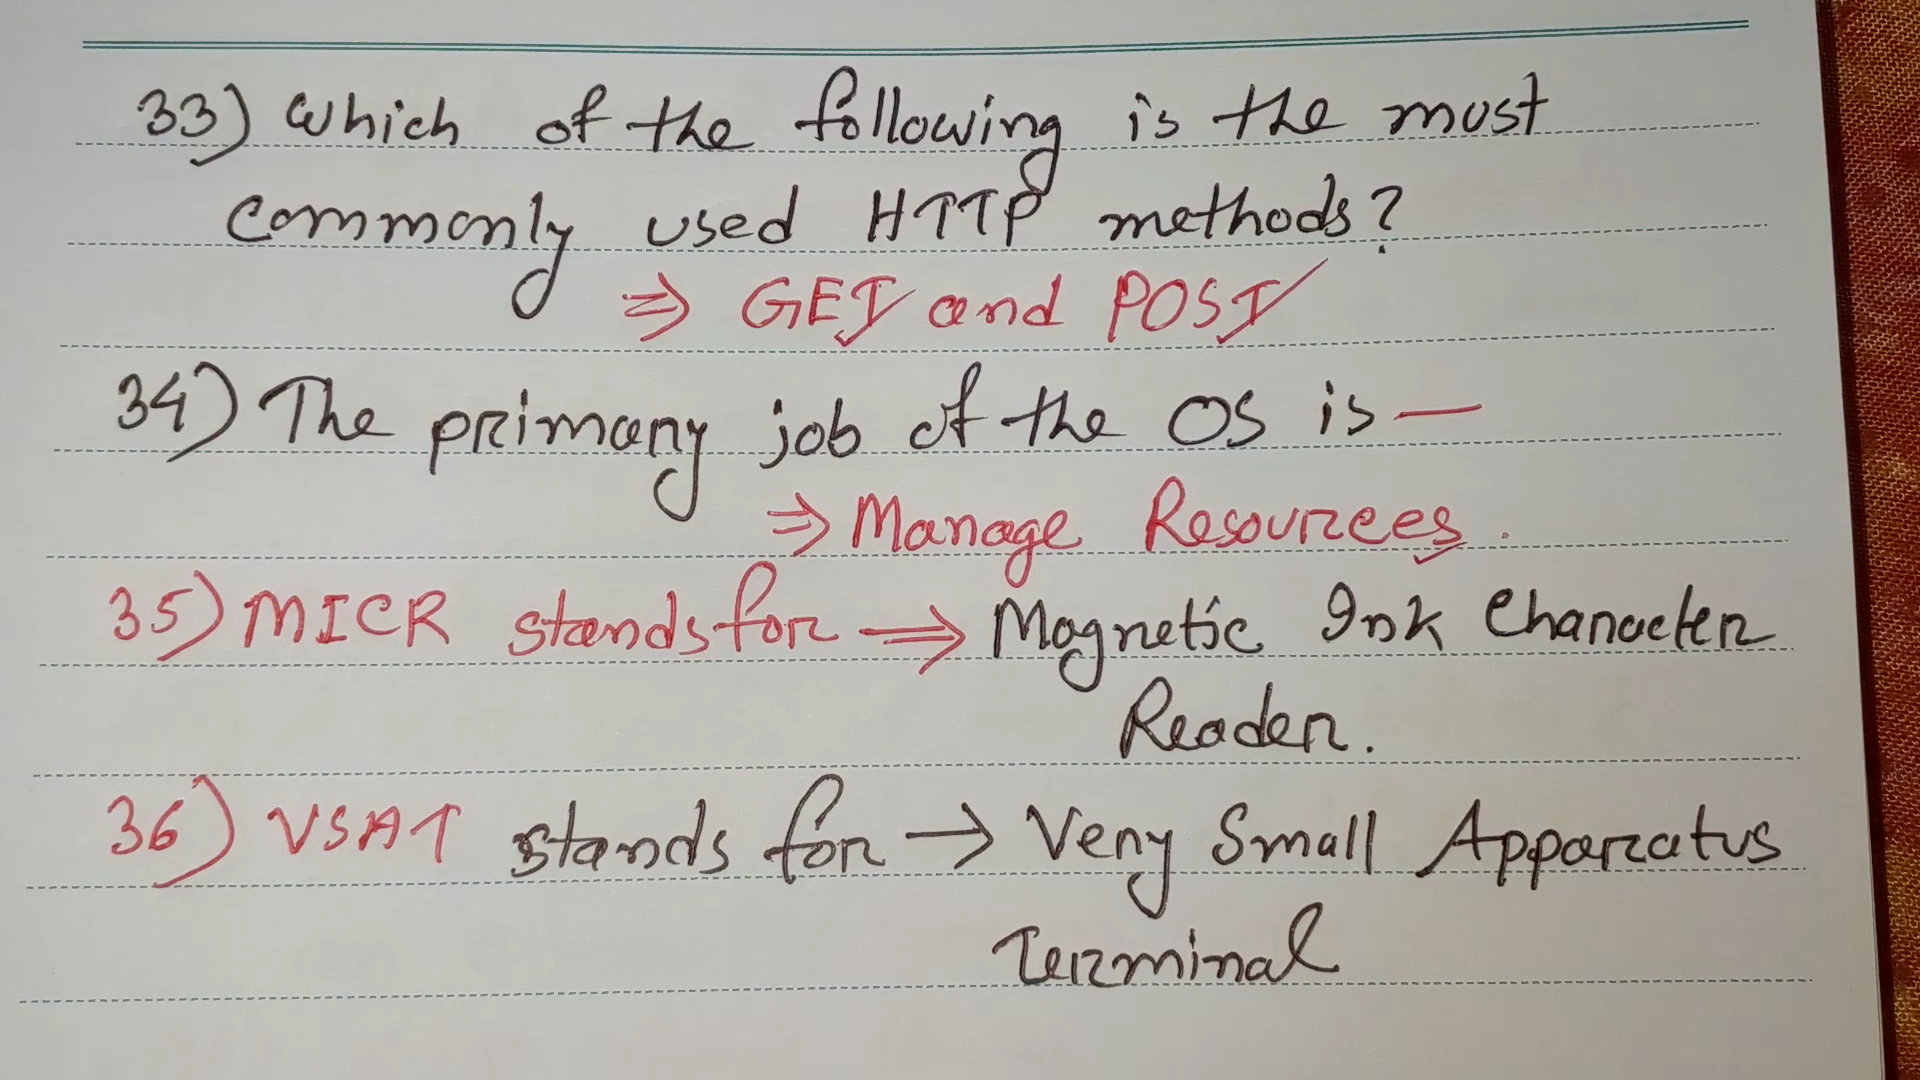 33) Which of the following is the most
commonly used HTTP methods?
⇒ GET and POST
34) The primary job of the OS is —
⇒ Manage Resources.
35) MICR stands for ⇒ Magnetic Ink Character
Reader.
36) VSAT stands for → Very Small Apparatus
Terminal